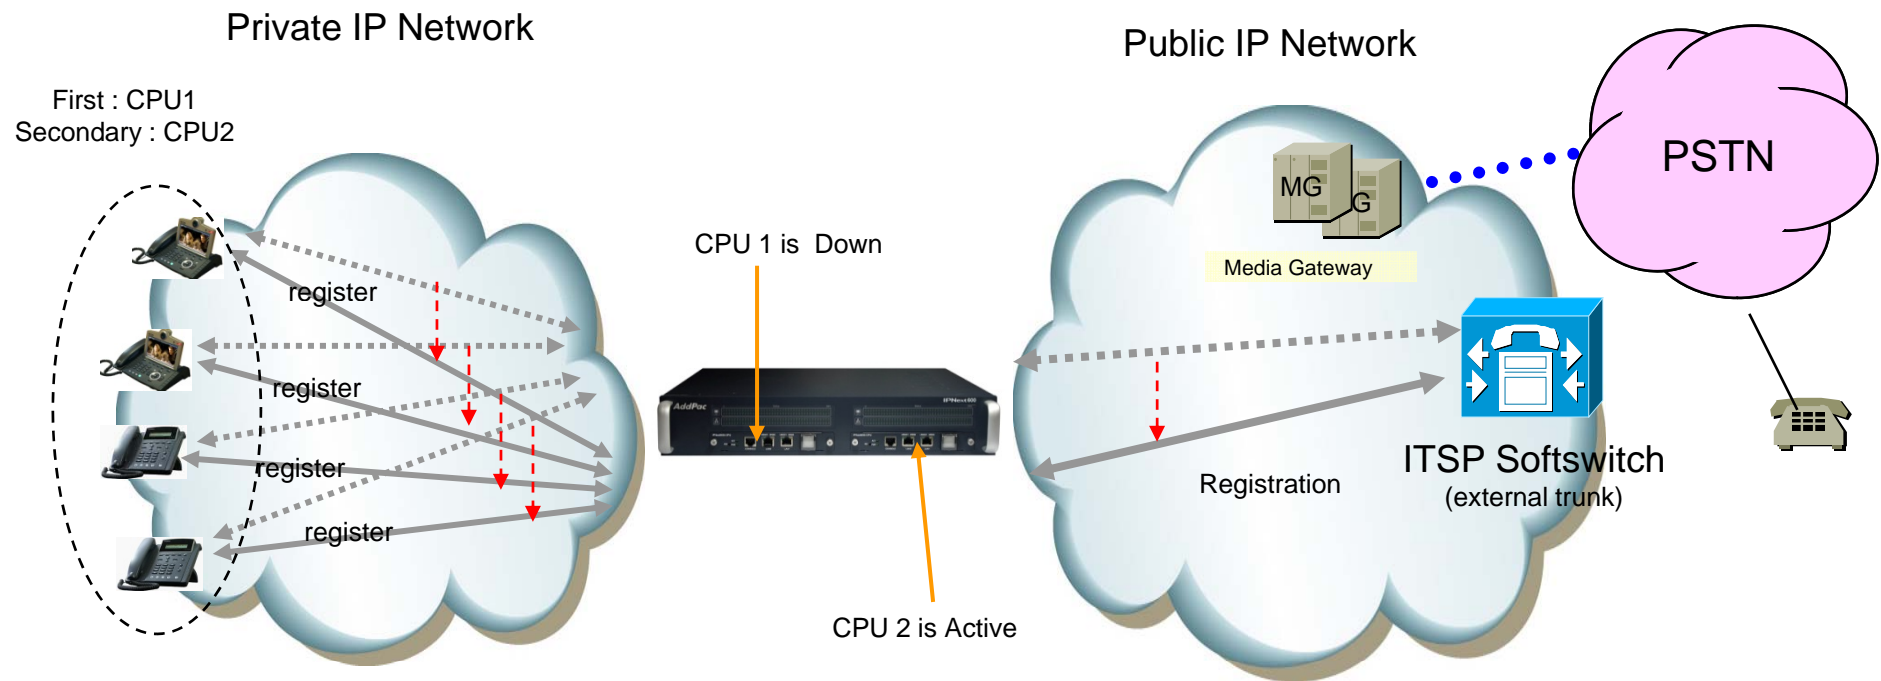 Private IP Network
Public IP Network
First : CPU1
Secondary : CPU2
PSTN
MG
G
CPU 1 is Down
Media Gateway
register
register
register
register
AddPac
IPNext
ITSP Softswitch
(external trunk)
Registration
CPU 2 is Active